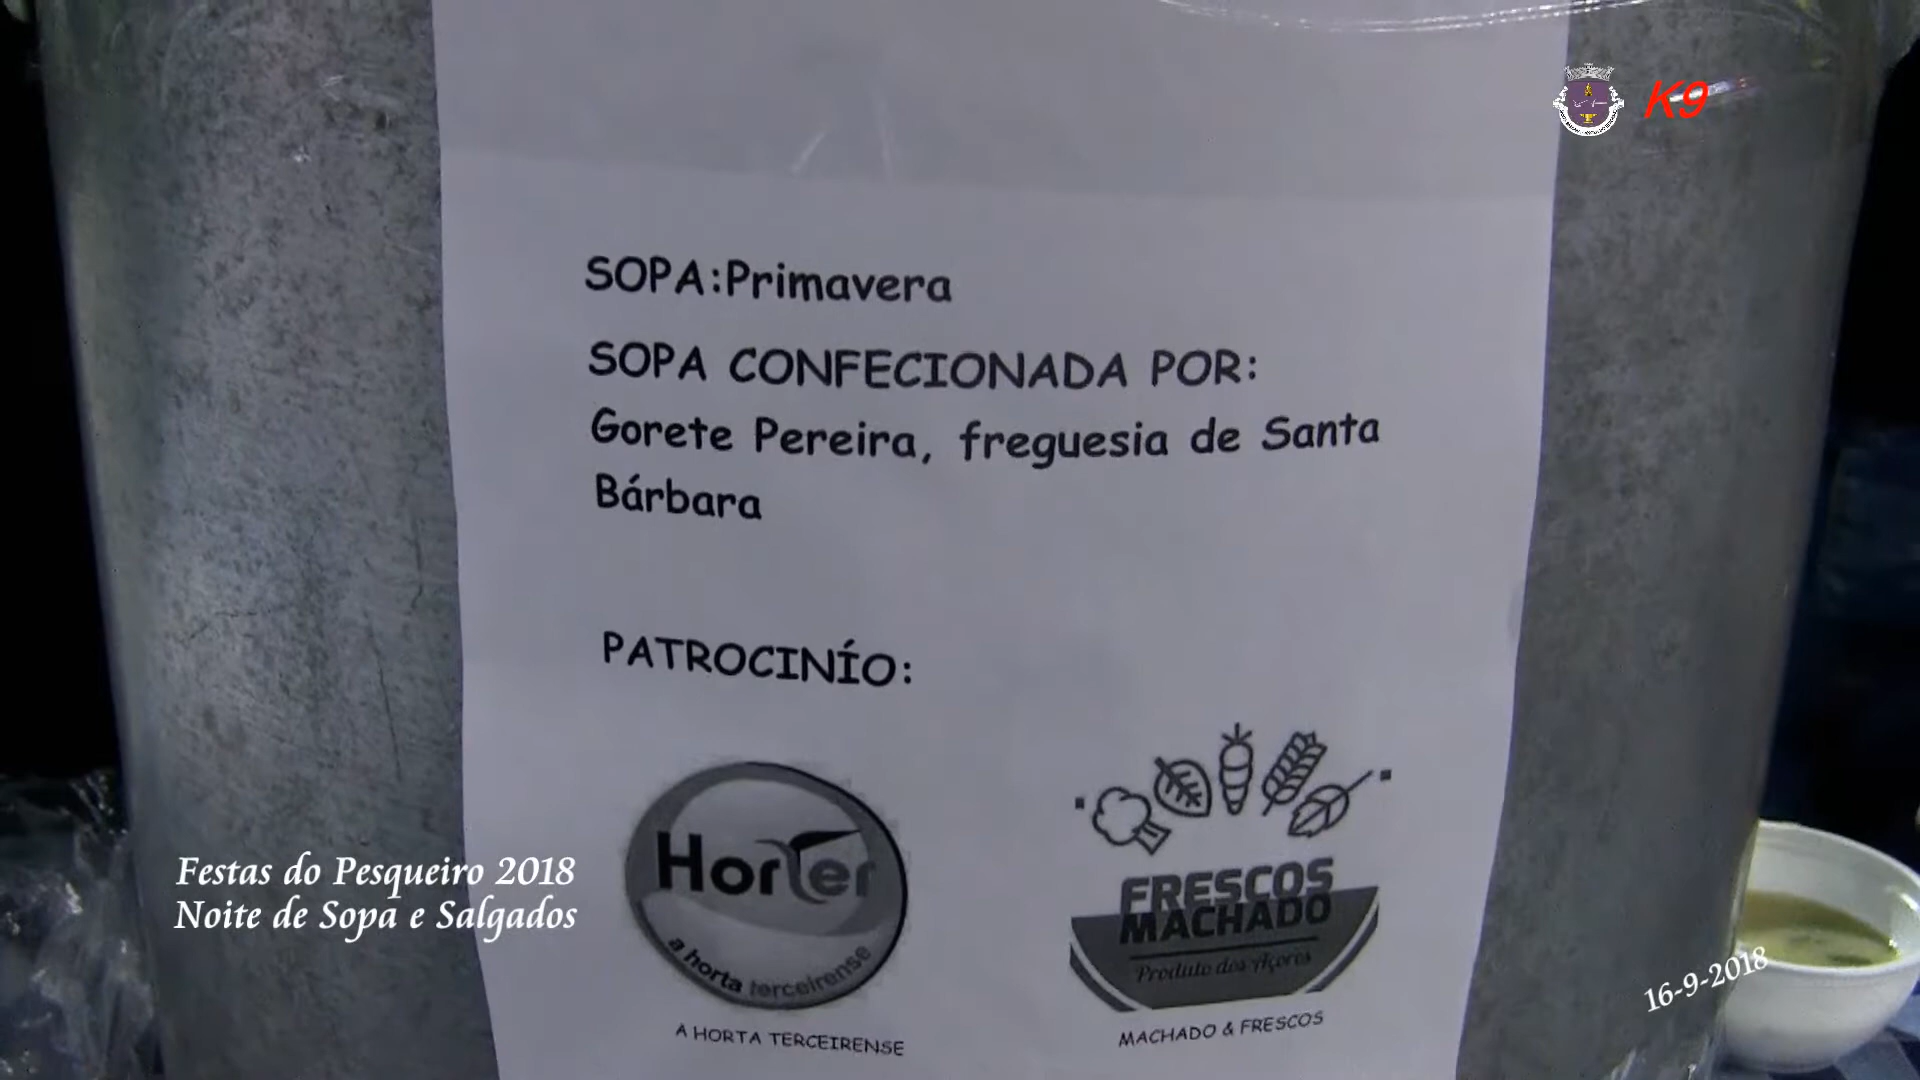 K9
SOPA:Primavera
SOPA CONFECIONADA POR:
Gorete Pereira, freguesia de Santa
Bárbara
PATROCINÍO:
Horter
a horta terceirense
A HORTA TERCEIRENSE
FRESCOS
MACHADO
Produto dos Açores
MACHADO & FRESCOS
Festas do Pesqueiro 2018
Noite de Sopa e Salgados
16-9-2018